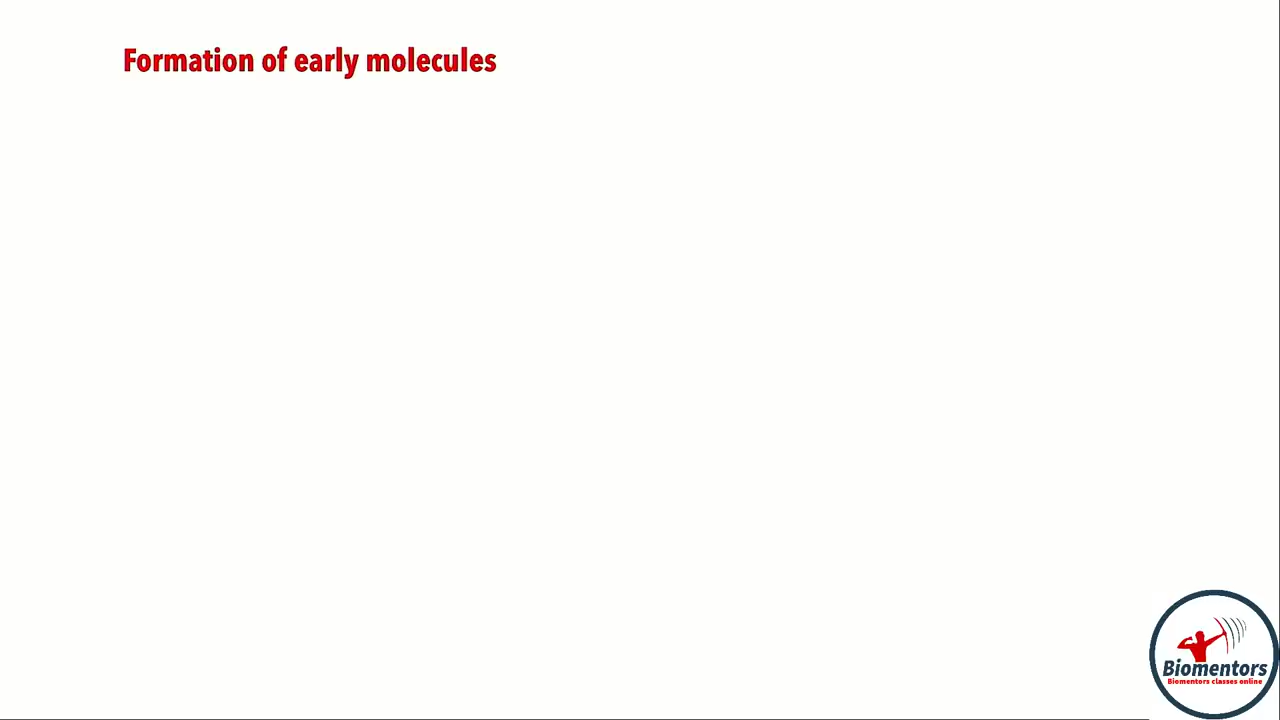 Formation of early molecules
Biomentors
Biomentors classes online